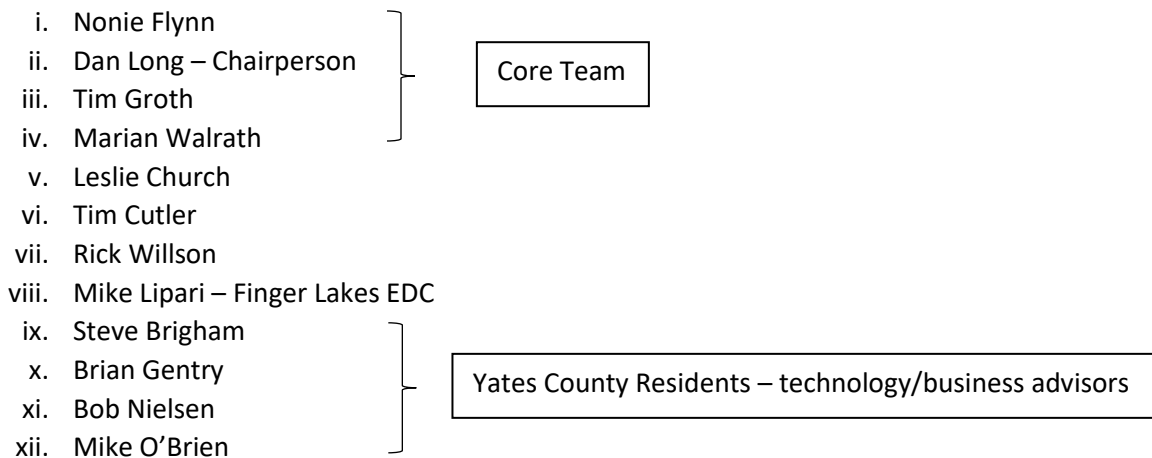 i. Nonie Flynn
ii. Dan Long – Chairperson
iii. Tim Groth
iv. Marian Walrath
Core Team
v. Leslie Church
vi. Tim Cutler
vii. Rick Willson
viii. Mike Lipari – Finger Lakes EDC
ix. Steve Brigham
x. Brian Gentry
xi. Bob Nielsen
xii. Mike O’Brien
Yates County Residents – technology/business advisors